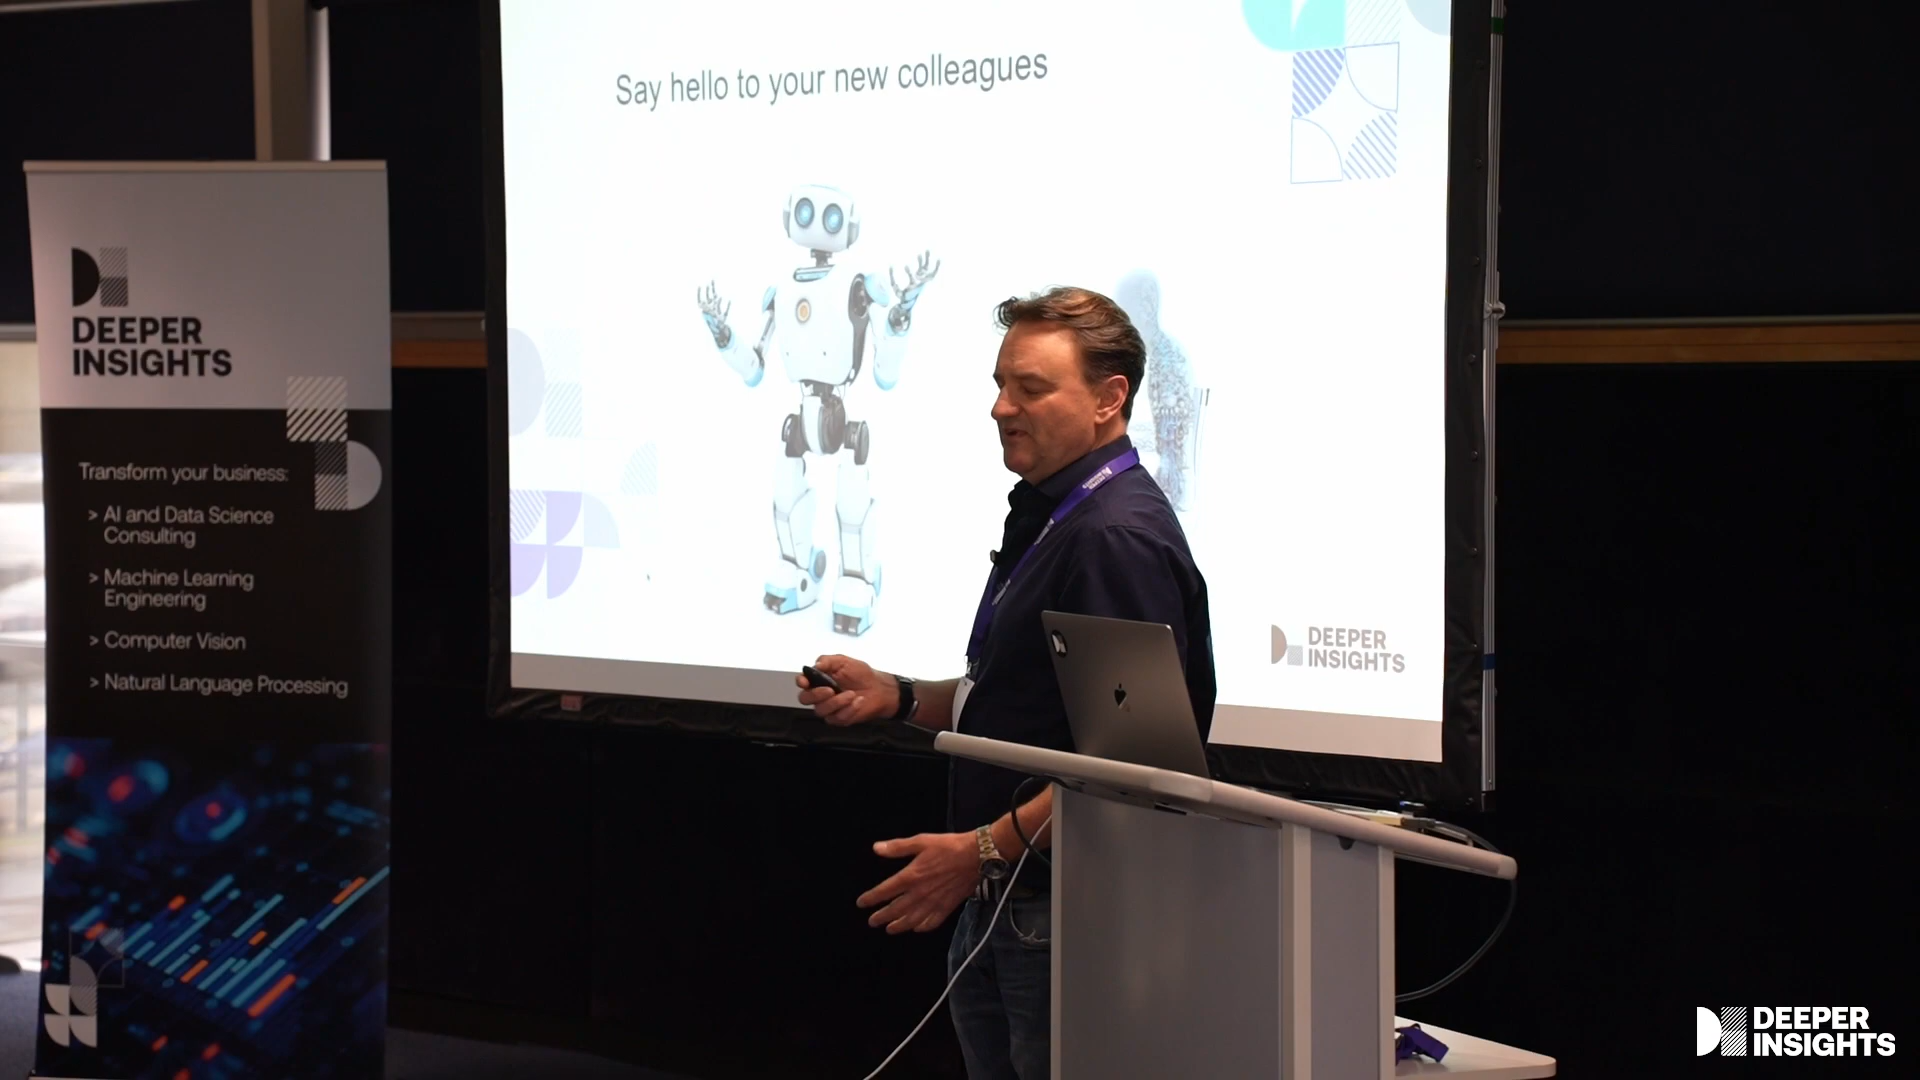 Say hello to your new colleagues
DEEPER
INSIGHTS
Transform your business:
> AI and Data Science
Consulting
> Machine Learning
Engineering
> Computer Vision
> Natural Language Processing
DEEPER
INSIGHTS
DEEPER
INSIGHTS